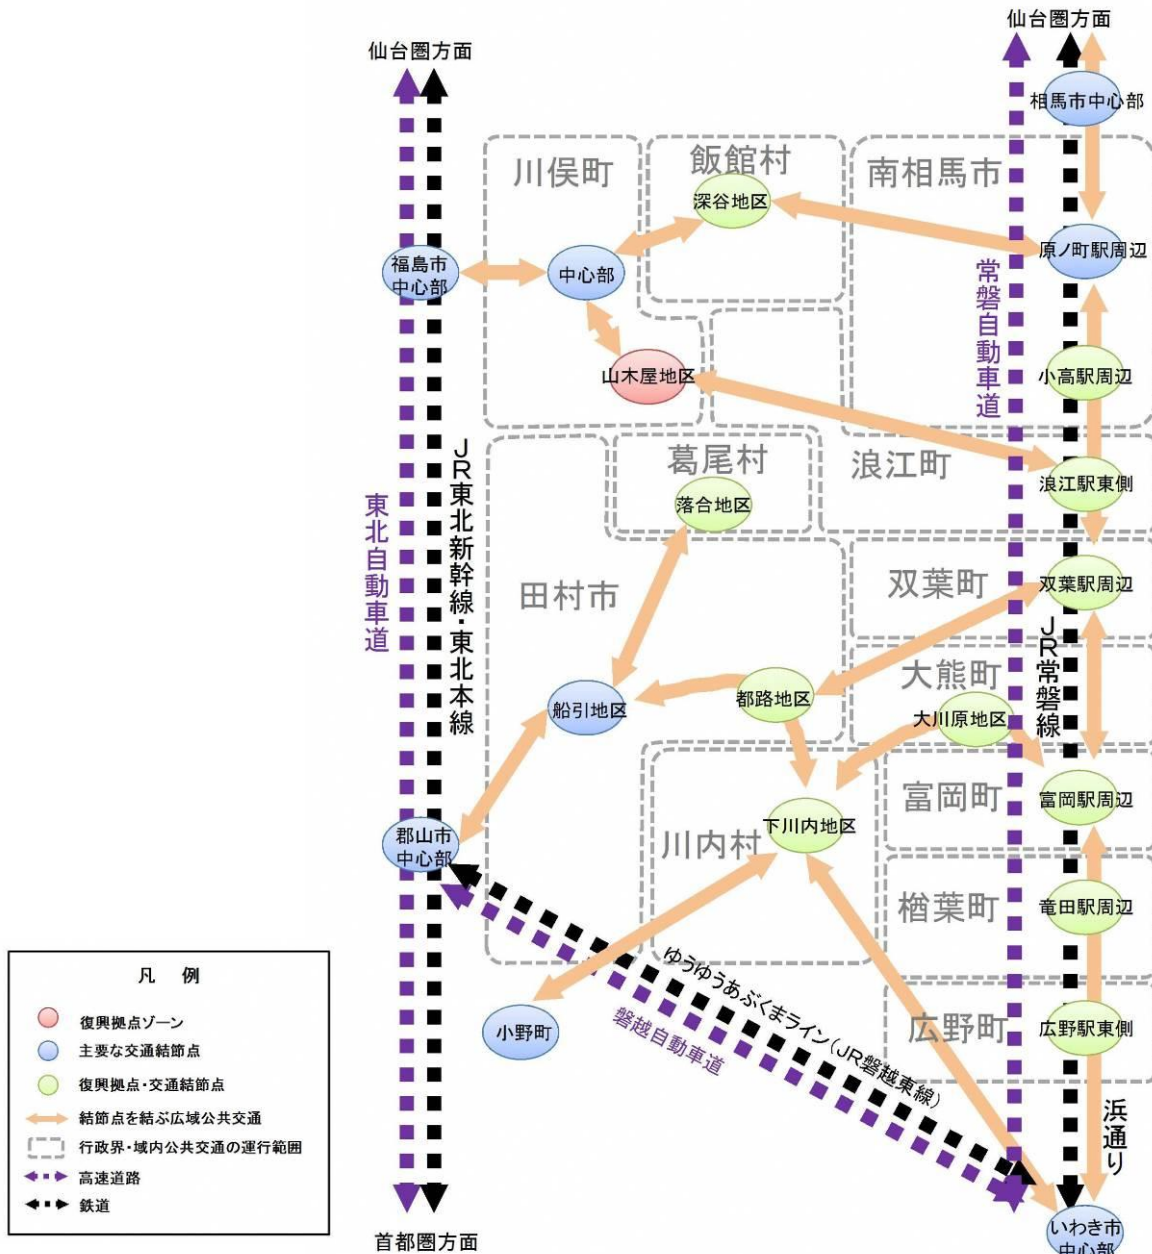 仙台圏方面
仙台圏方面
相馬市中心部
川俣町
飯館村
南相馬市
深谷地区
福島市
中心部
中心部
原ノ町駅周辺
常磐自動車道
山木屋地区
小高駅周辺
JR東北新幹線・東北本線
東北自動車道
葛尾村
浪江町
落合地区
浪江駅東側
田村市
双葉町
双葉駅周辺
JR常磐線
大熊町
船引地区
都路地区
大川原地区
富岡町
富岡駅周辺
郡山市
中心部
川内村
下川内地区
楢葉町
竜田駅周辺
ゆうゆうあぶくまライン(JR磐越東線)
磐越自動車道
小野町
広野町
広野駅東側
浜通り
いわき市
中心部
首都圏方面
凡 例
復興拠点ゾーン
主要な交通結節点
復興拠点・交通結節点
結節点を結ぶ広域公共交通
行政界・域内公共交通の運行範囲
高速道路
鉄道